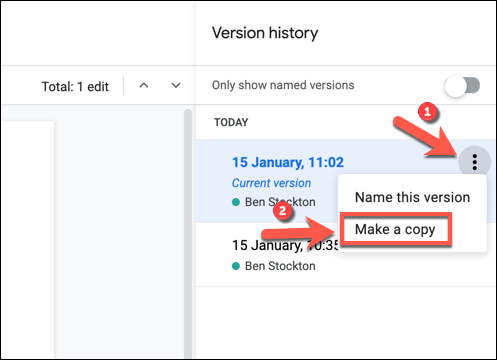 Version history
Total: 1 edit
Only show named versions
TODAY
1
15 January, 11:02
Current version
Ben Stockton
Name this version
2
Make a copy
15 January, 10:35
Ben Stockton